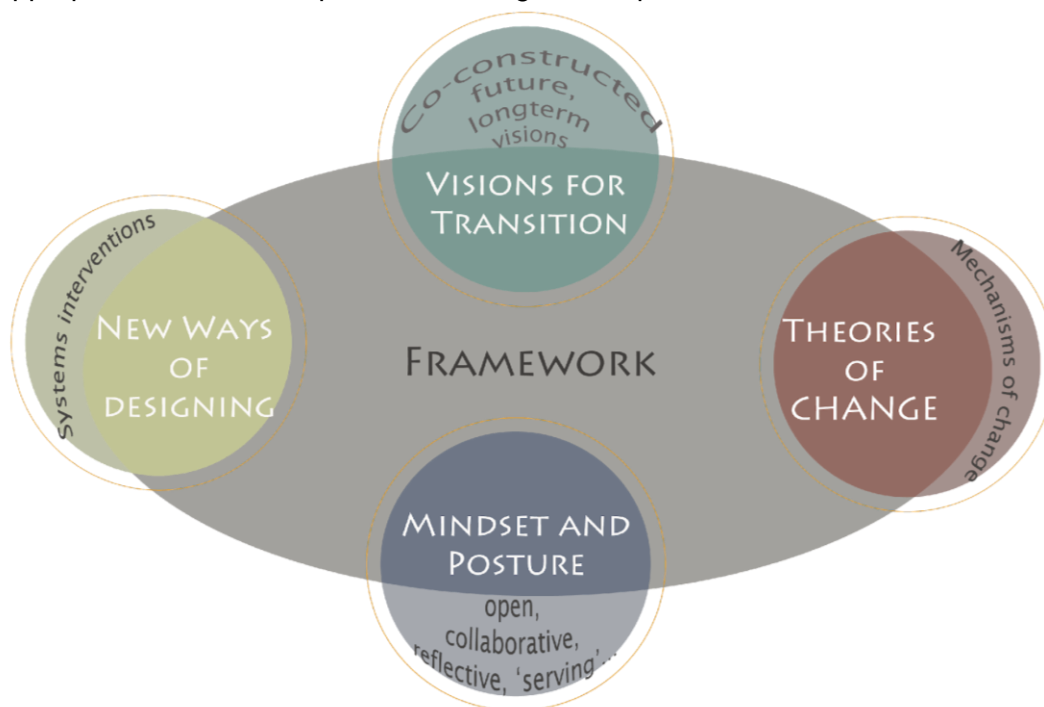 Co-constructed
future,
longterm
visions
VISIONS FOR
TRANSITION
Systems interventions
NEW WAYS
OF
DESIGNING
FRAMEWORK
THEORIES
OF
CHANGE
Mechanisms of change
MINDSET AND
POSTURE
open,
collaborative,
reflective, ‘serving’...